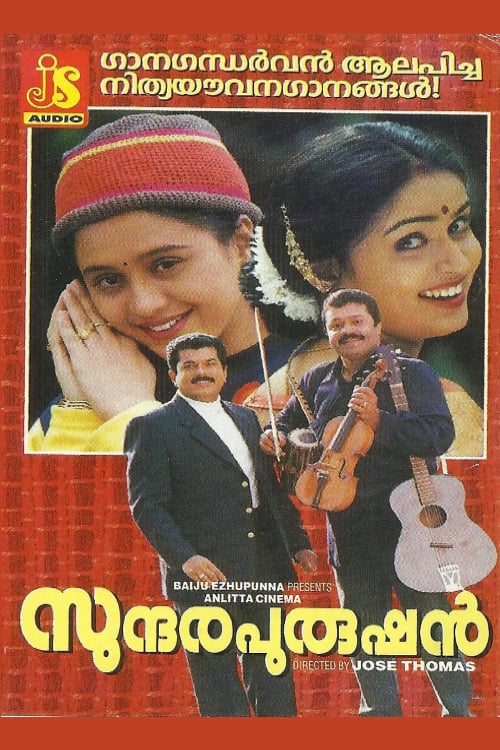 JS
AUDIO
ഗാനഗന്ധർവൻ ആലപിച്ച
നിത്യയൗവനഗാനങ്ങൾ!
BAIJU EZHUPUNNA PRESENTS
ANLITTA CINEMA
സുന്ദരപുരുഷൻ
DIRECTED BY JOSE THOMAS